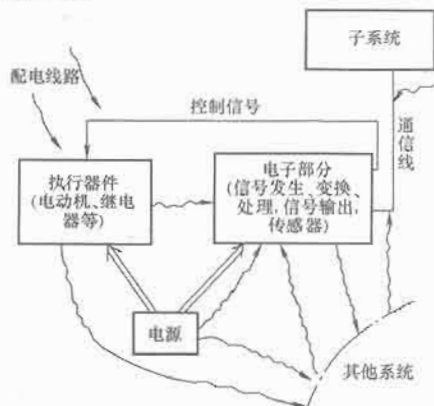 子系统
配电线路
控制信号
通信线
执行器件
(电动机、继电
器等)
电子部分
(信号发生、变换、
处理,信号输出,
传感器)
电源
其他系统